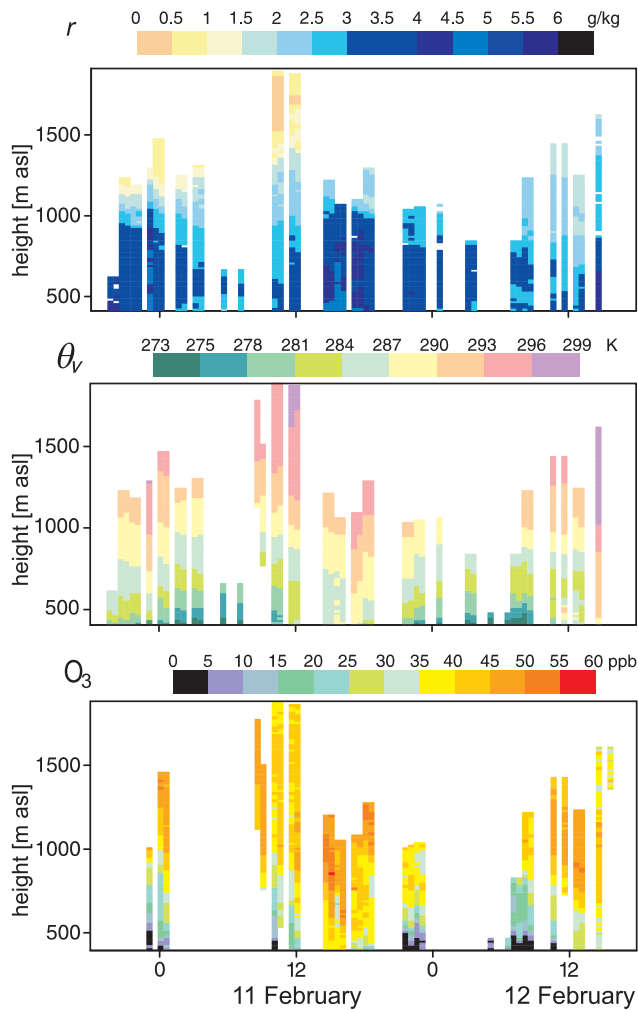 r 0 0.5 1 1.5 2 2.5 3 3.5 4 4.5 5 5.5 6 g/kg
height [m asl]
1500
1000
500
θv 273 275 278 281 284 287 290 293 296 299 K
height [m asl]
1500
1000
500
O3 0 5 10 15 20 25 30 35 40 45 50 55 60 ppb
height [m asl]
1500
1000
500
0 12 0 12
11 February 12 February